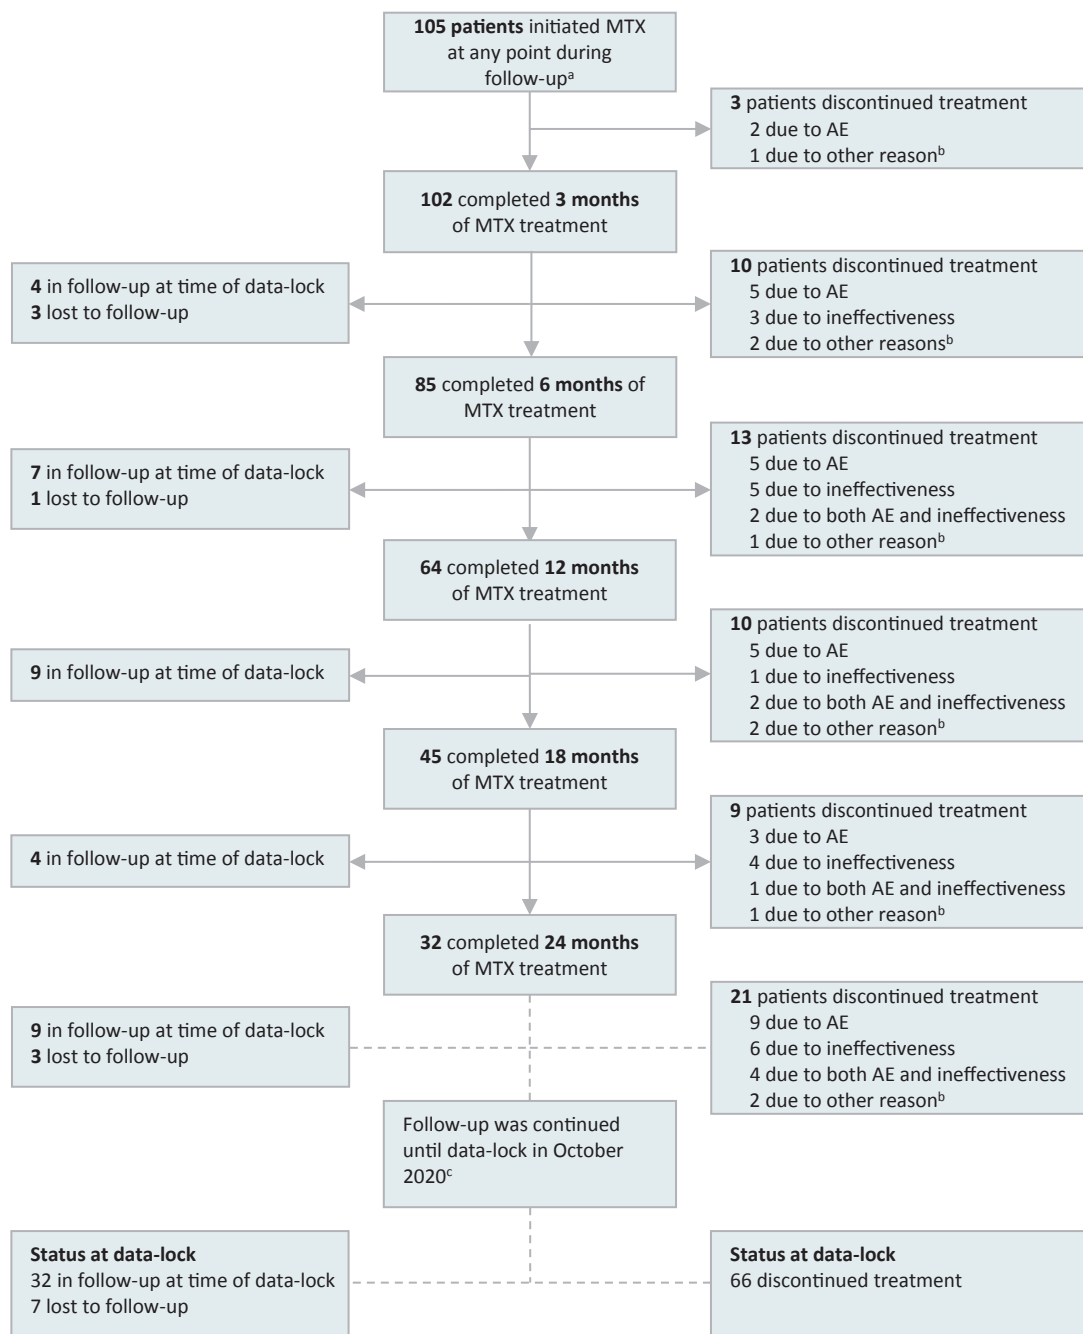 105 patients initiated MTX
at any point during
follow-upᵃ
3 patients discontinued treatment
2 due to AE
1 due to other reasonᵇ
102 completed 3 months
of MTX treatment
4 in follow-up at time of data-lock
3 lost to follow-up
10 patients discontinued treatment
5 due to AE
3 due to ineffectiveness
2 due to other reasonsᵇ
85 completed 6 months of
MTX treatment
7 in follow-up at time of data-lock
1 lost to follow-up
13 patients discontinued treatment
5 due to AE
5 due to ineffectiveness
2 due to both AE and ineffectiveness
1 due to other reasonᵇ
64 completed 12 months
of MTX treatment
9 in follow-up at time of data-lock
10 patients discontinued treatment
5 due to AE
1 due to ineffectiveness
2 due to both AE and ineffectiveness
2 due to other reasonᵇ
45 completed 18 months
of MTX treatment
4 in follow-up at time of data-lock
9 patients discontinued treatment
3 due to AE
4 due to ineffectiveness
1 due to both AE and ineffectiveness
1 due to other reasonᵇ
32 completed 24 months
of MTX treatment
9 in follow-up at time of data-lock
3 lost to follow-up
21 patients discontinued treatment
9 due to AE
6 due to ineffectiveness
4 due to both AE and ineffectiveness
2 due to other reasonᵇ
Follow-up was continued
until data-lock in October
2020ᶜ
Status at data-lock
32 in follow-up at time of data-lock
7 lost to follow-up
Status at data-lock
66 discontinued treatment